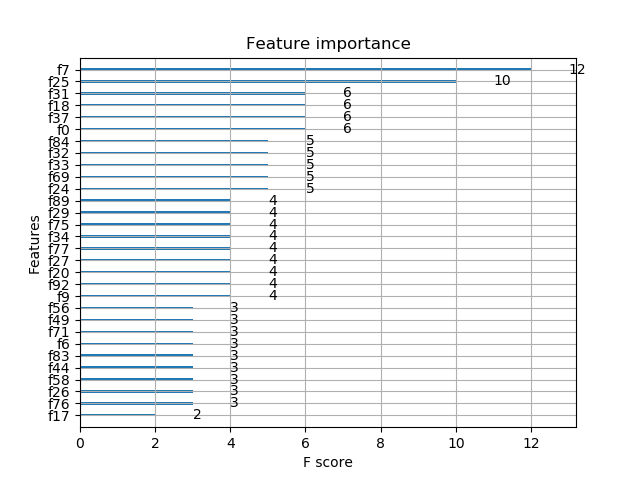 Feature importance
f7 12
f25 10
f31 6
f18 6
f37 6
f0 6
f84 5
f32 5
f33 5
f69 5
f24 5
f89 4
f29 4
f75 4
f34 4
f77 4
f27 4
f20 4
f92 4
f9 4
f56 3
f49 3
f71 3
f6 3
f83 3
f44 3
f58 3
f26 3
f76 3
f17 2
Features
0 2 4 6 8 10 12
F score